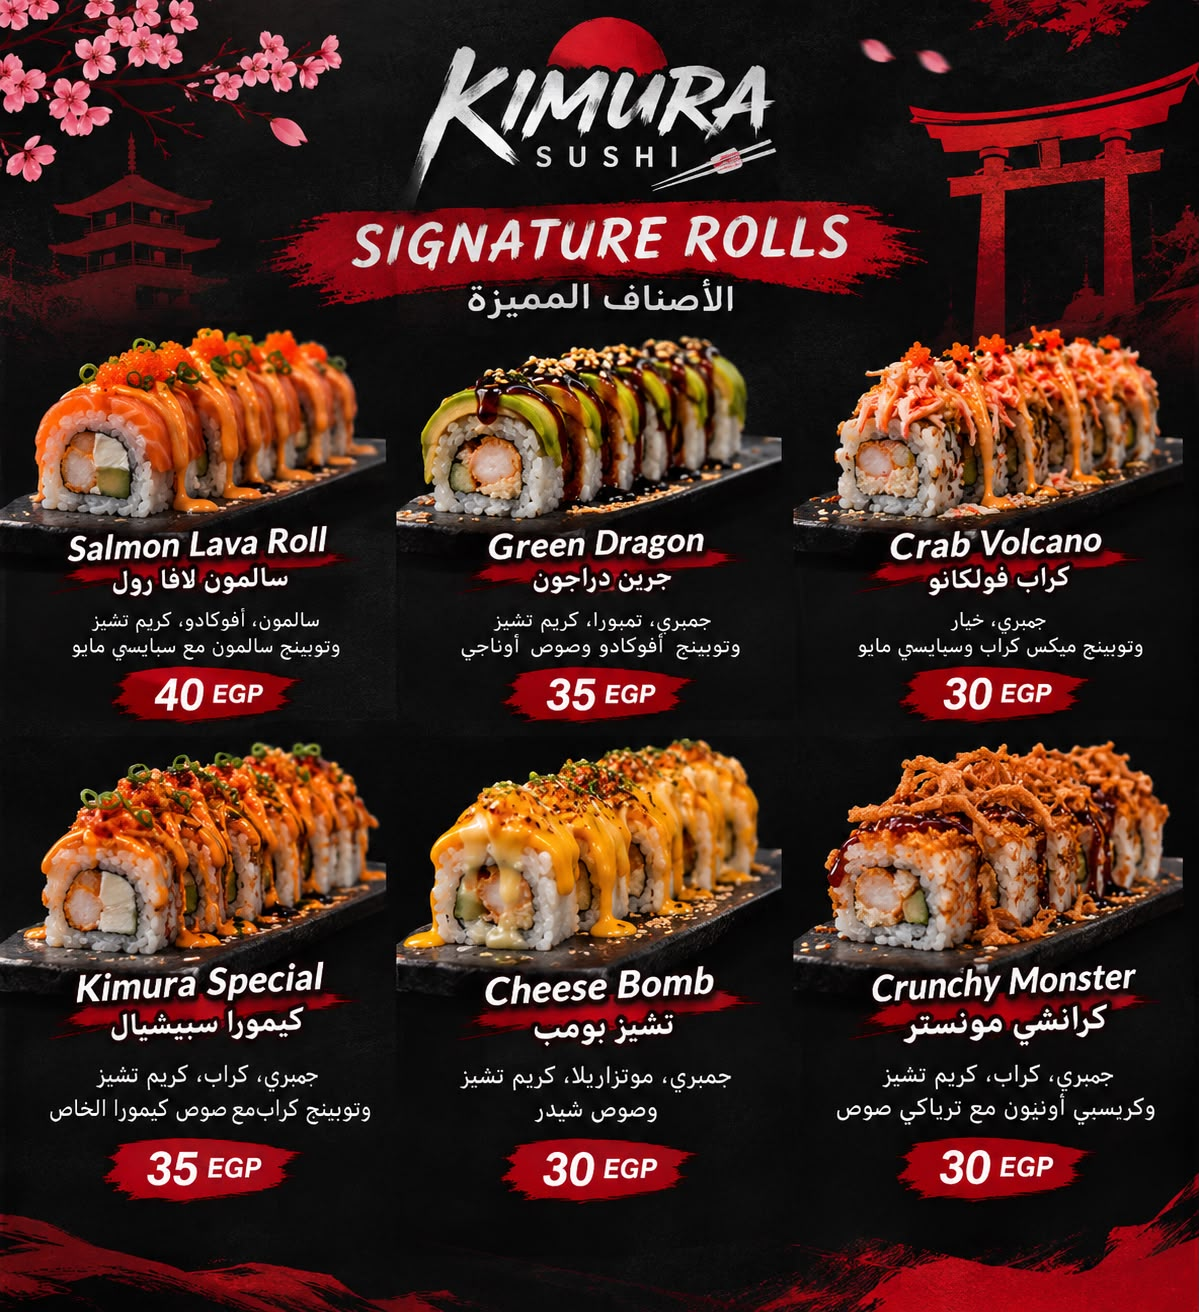 KIMURA
SUSHI
SIGNATURE ROLLS
الأصناف المميزة
Salmon Lava Roll
سالمون لافا رول
سالمون، أفوكادو، كريم تشيز
وتوبينج سالمون مع سبايسي مايو
40 EGP
Green Dragon
جرين دراجون
جمبري، تمبورا، كريم تشيز
وتوبينج أفوكادو وصوص أوناجي
35 EGP
Crab Volcano
كراب فولكانو
جمبري، خيار
وتوبينج ميكس كراب وسبايسي مايو
30 EGP
Kimura Special
كيمورا سبيشيال
جمبري، كراب، كريم تشيز
وتوبينج كراب مع صوص كيمورا الخاص
35 EGP
Cheese Bomb
تشيز بومب
جمبري، موتزاريلا، كريم تشيز
وصوص شيدر
30 EGP
Crunchy Monster
كرانشي مونستر
جمبري، كراب، كريم تشيز
وكريسبي أونيون مع ترياكي صوص
30 EGP